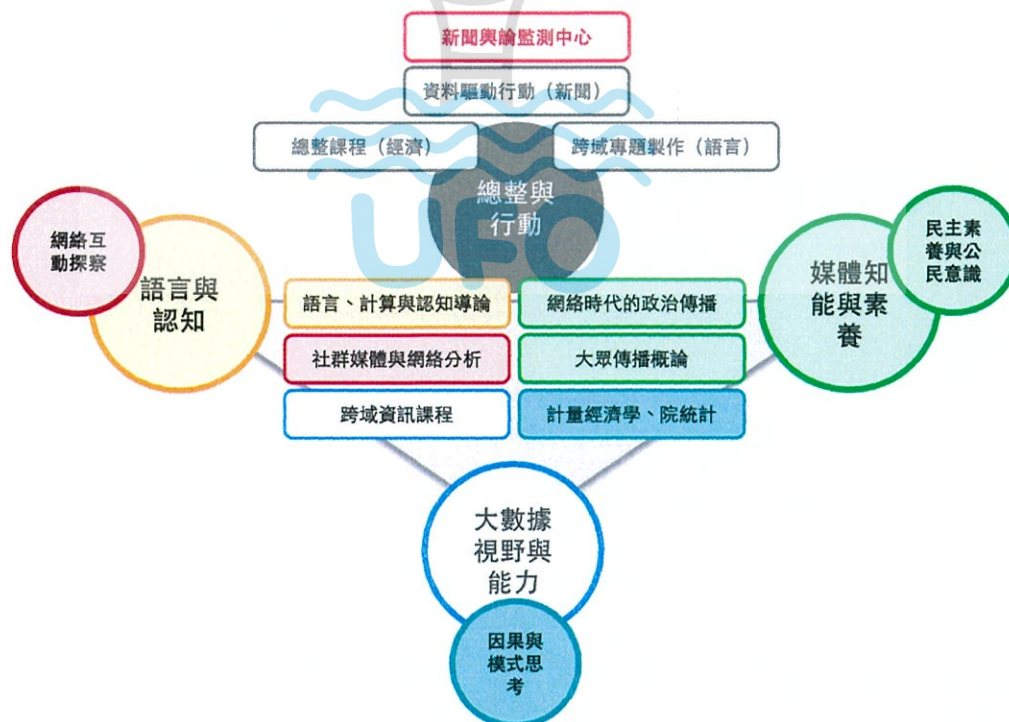 新聞輿論監測中心
資料驅動行動（新聞）
總整課程（經濟）
跨域專題製作（語言）
總整與
行動
UFO
網絡互
動探察
語言與
認知
語言、計算與認知導論
網絡時代的政治傳播
社群媒體與網絡分析
大眾傳播概論
跨域資訊課程
計量經濟學、院統計
媒體知
能與素
養
民主素
養與公
民意識
大數據
視野與
能力
因果與
模式思
考